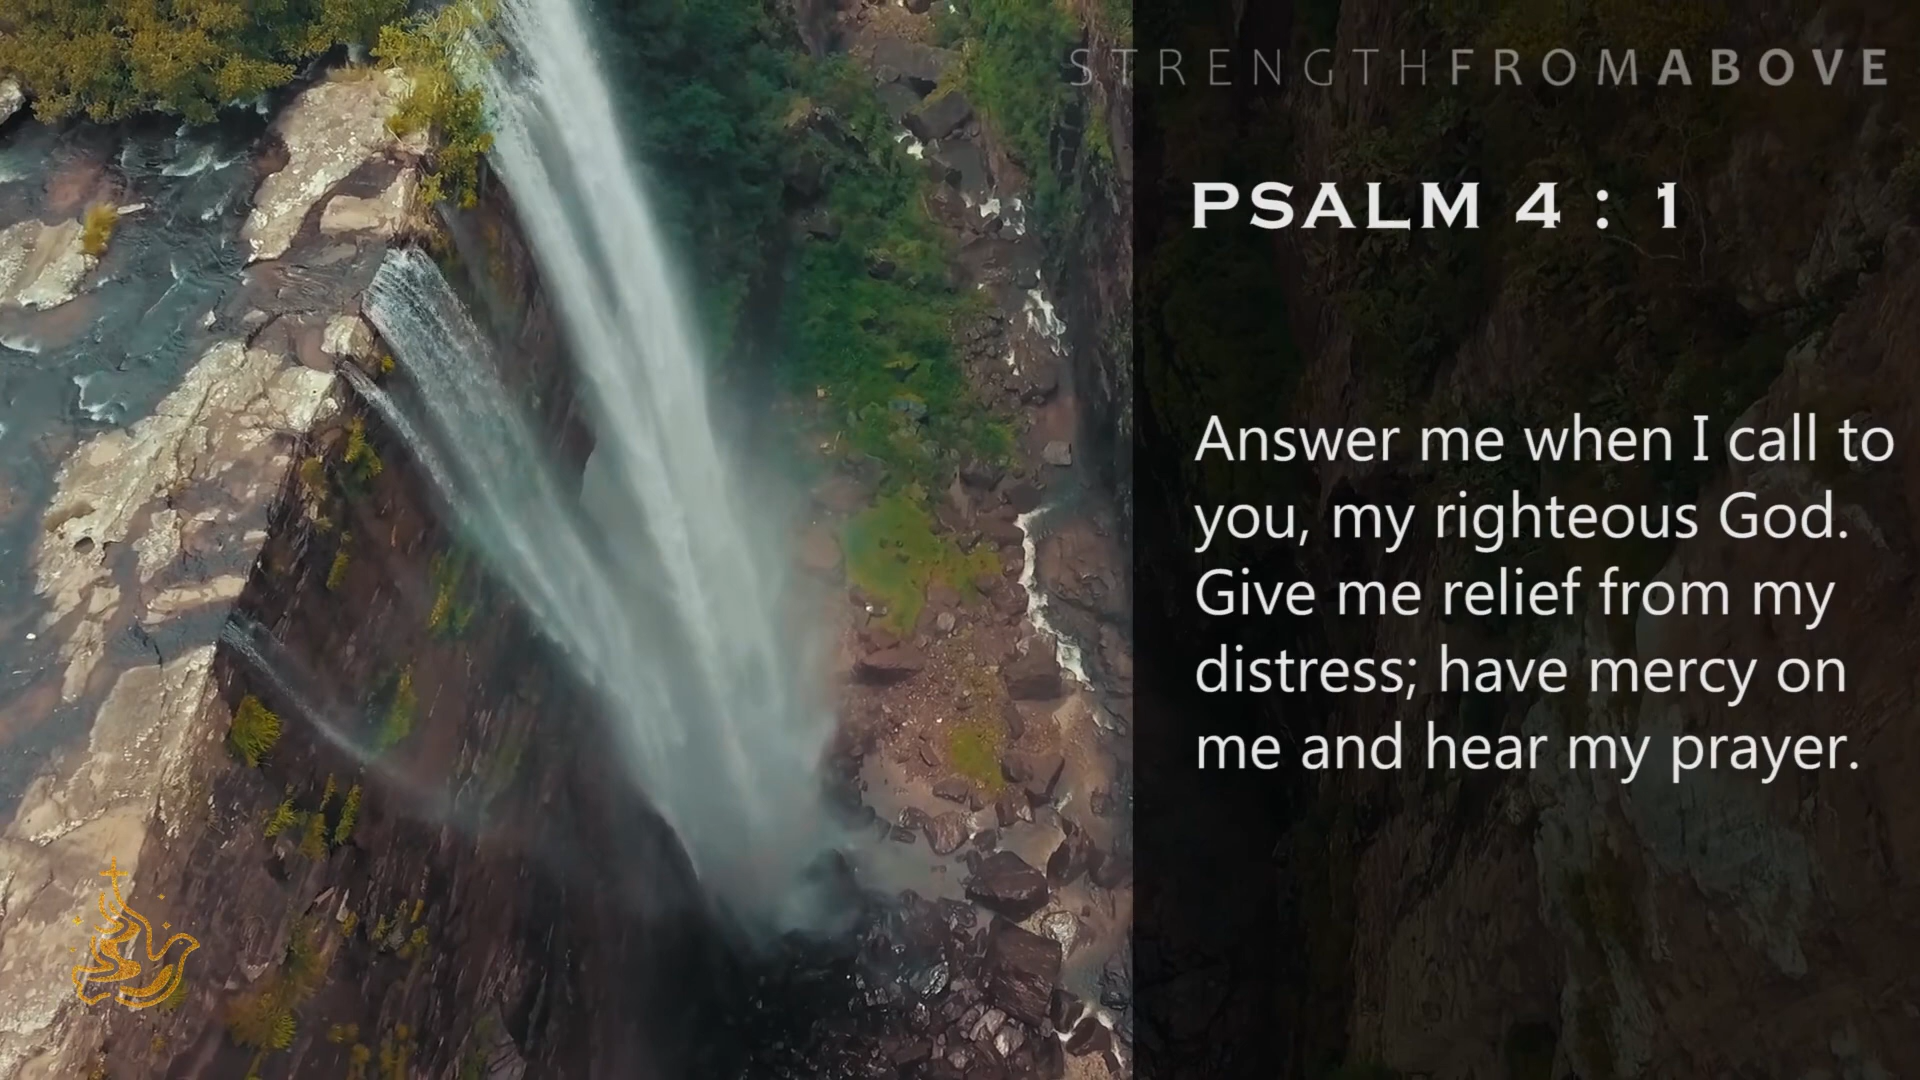 STRENGTHFROMABOVE
PSALM 4 : 1
Answer me when I call to
you, my righteous God.
Give me relief from my
distress; have mercy on
me and hear my prayer.